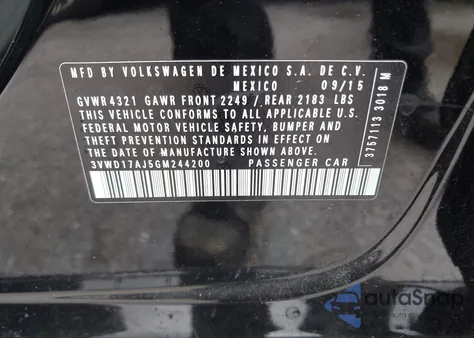 MFD BY VOLKSWAGEN DE MEXICO S.A. DE C.V.
MEXICO 09/15
GVWR 4321 GAWR FRONT 2249 / REAR 2183 LBS
THIS VEHICLE CONFORMS TO ALL APPLICABLE U.S.
FEDERAL MOTOR VEHICLE SAFETY, BUMPER AND
THEFT PREVENTION STANDARDS IN EFFECT ON
THE DATE OF MANUFACTURE SHOWN ABOVE.
3VWD17AJ5GM244200 PASSENGER CAR
3757113 3018 M
autoSnap